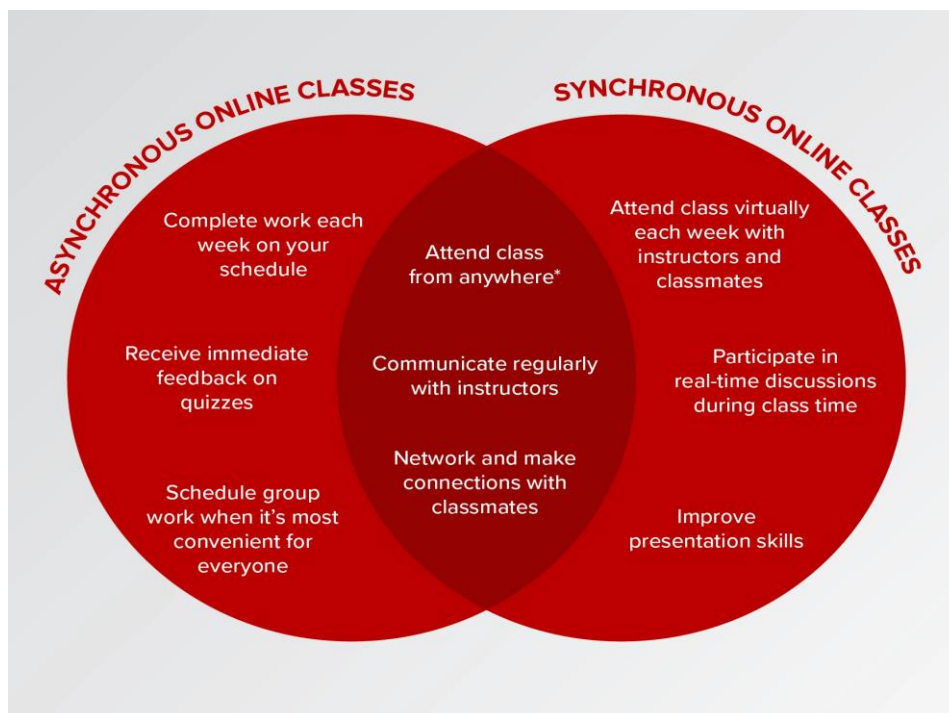 ASYNCHRONOUS ONLINE CLASSES
Complete work each
week on your
schedule
Receive immediate
feedback on
quizzes
Schedule group
work when it’s most
convenient for
everyone
Attend class
from anywhere*
Communicate regularly
with instructors
Network and make
connections with
classmates
SYNCHRONOUS ONLINE CLASSES
Attend class virtually
each week with
instructors and
classmates
Participate in
real-time discussions
during class time
Improve
presentation skills